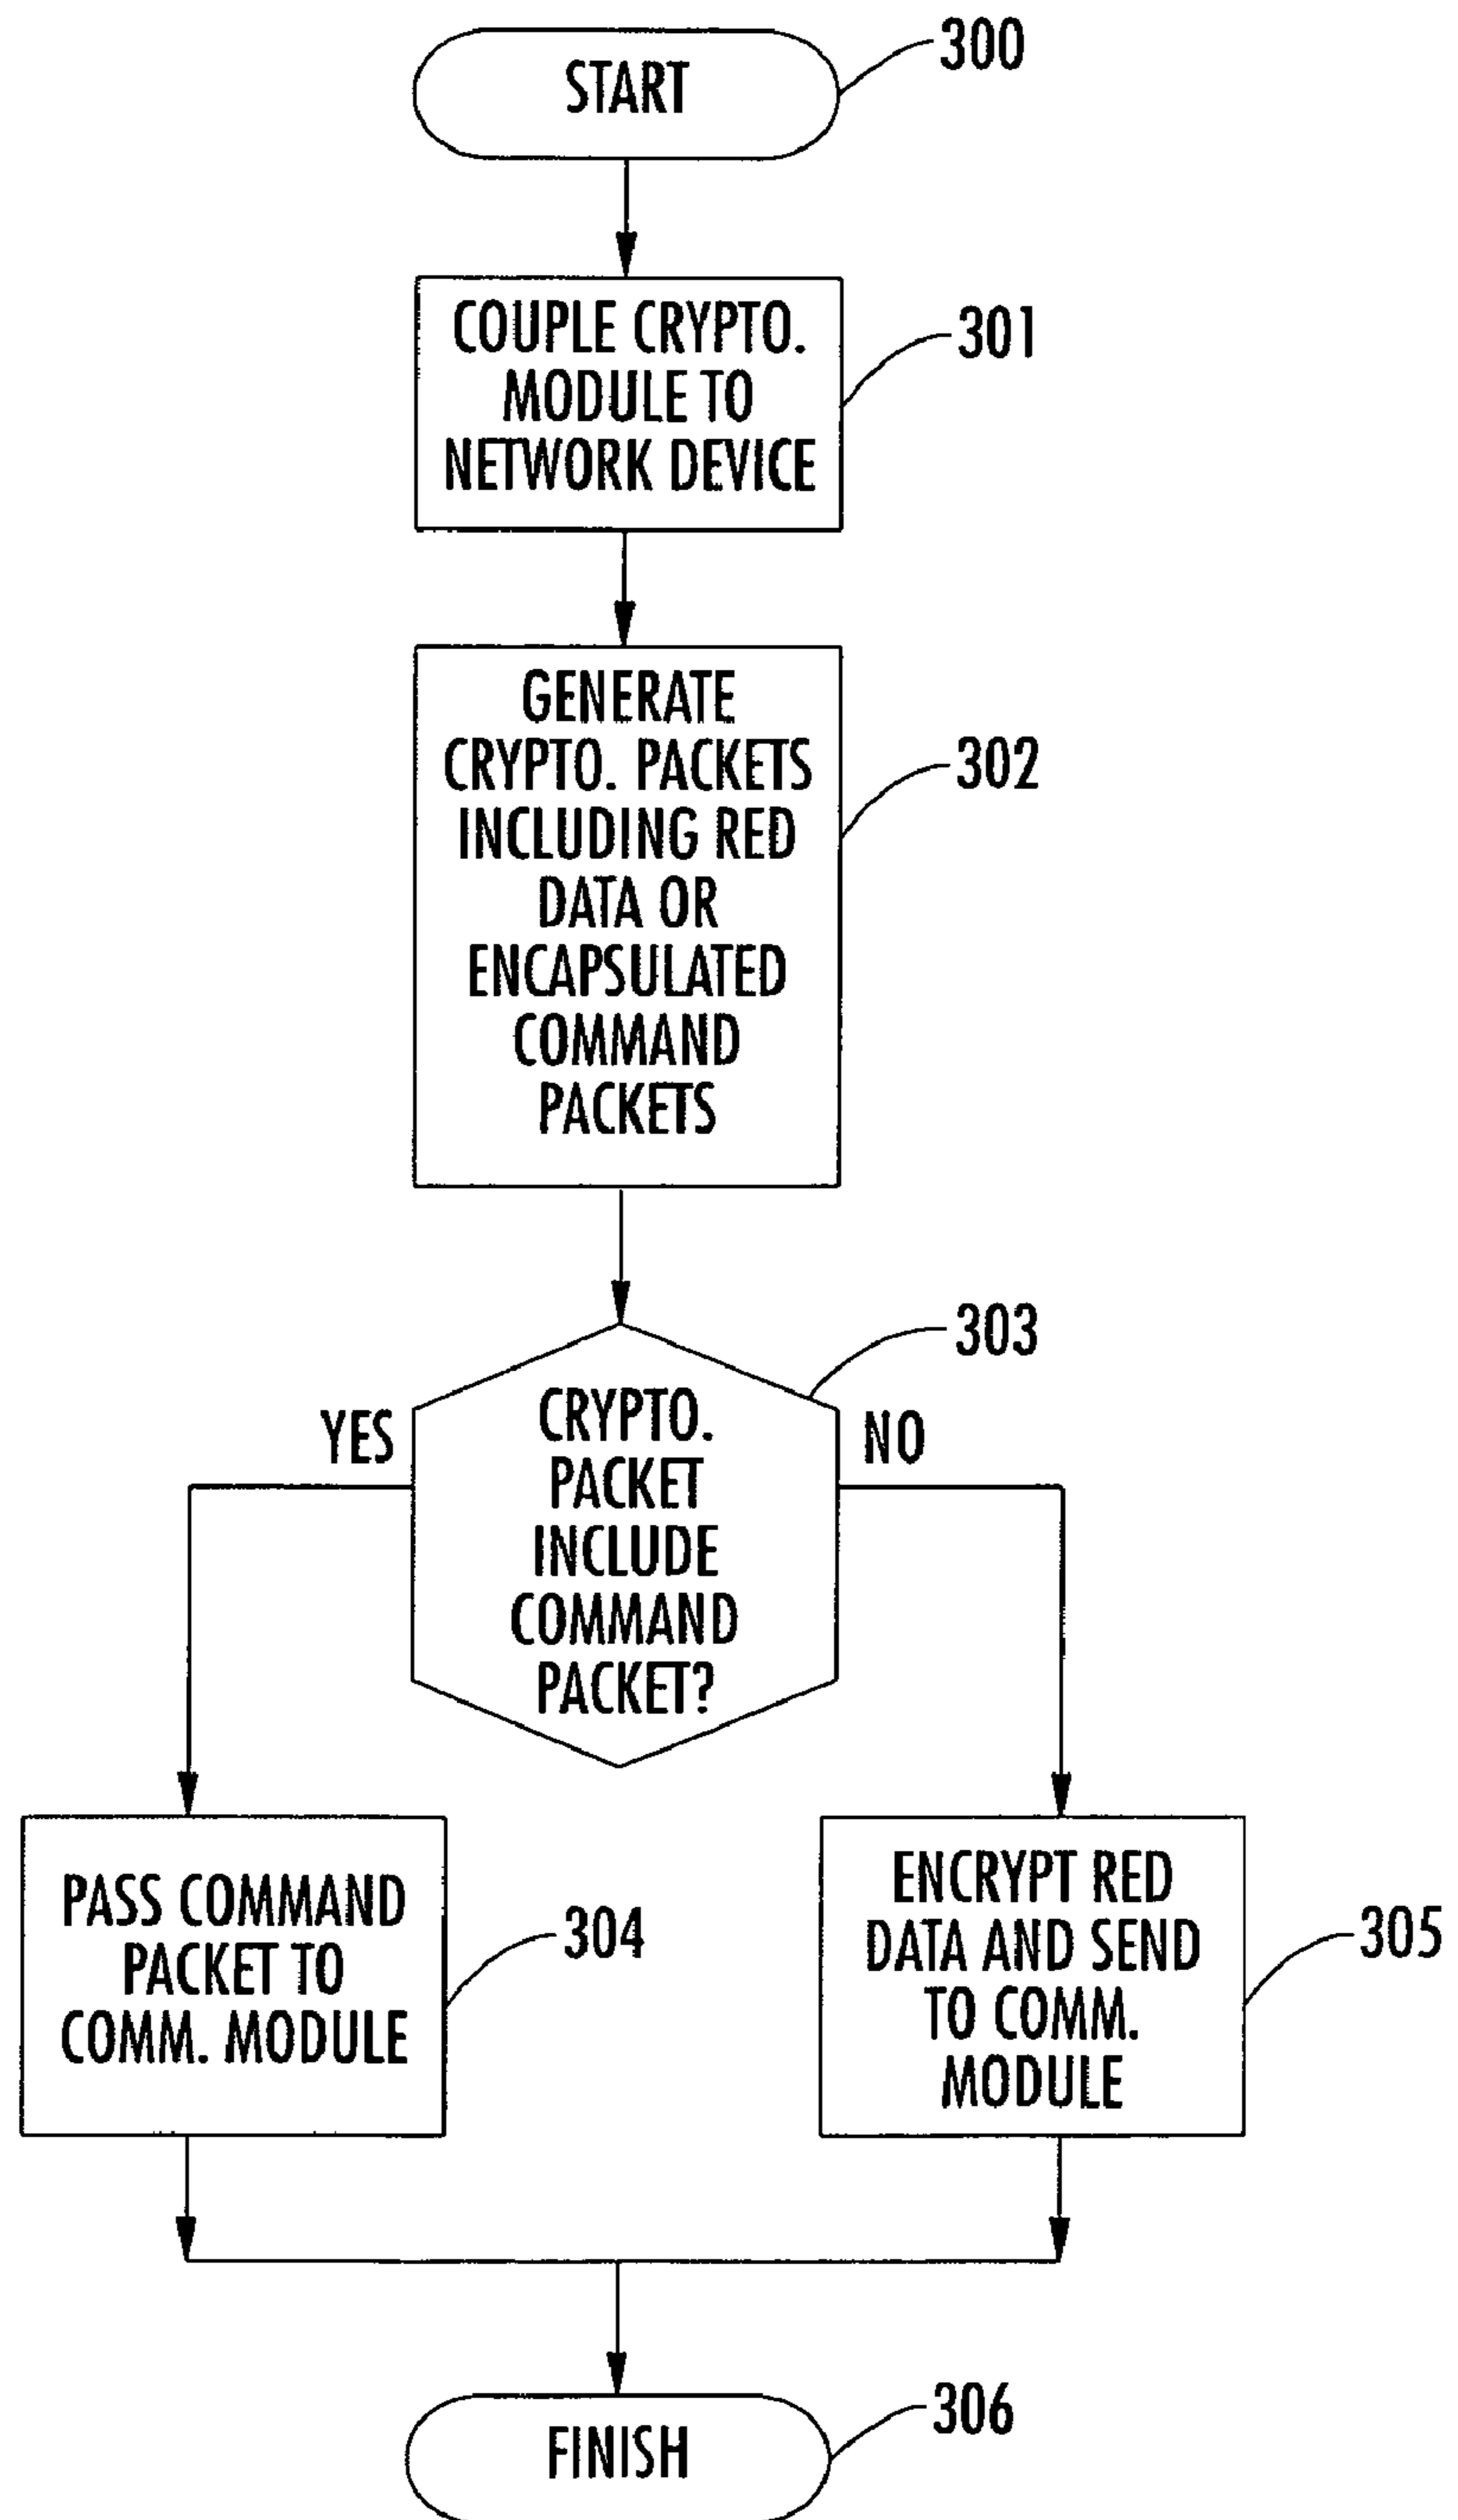 START
300
COUPLE CRYPTO.
MODULE TO
NETWORK DEVICE
301
GENERATE
CRYPTO. PACKETS
INCLUDING RED
DATA OR
ENCAPSULATED
COMMAND
PACKETS
302
303
YES
NO
CRYPTO.
PACKET
INCLUDE
COMMAND
PACKET?
PASS COMMAND
PACKET TO
COMM. MODULE
304
ENCRYPT RED
DATA AND SEND
TO COMM.
MODULE
305
FINISH
306